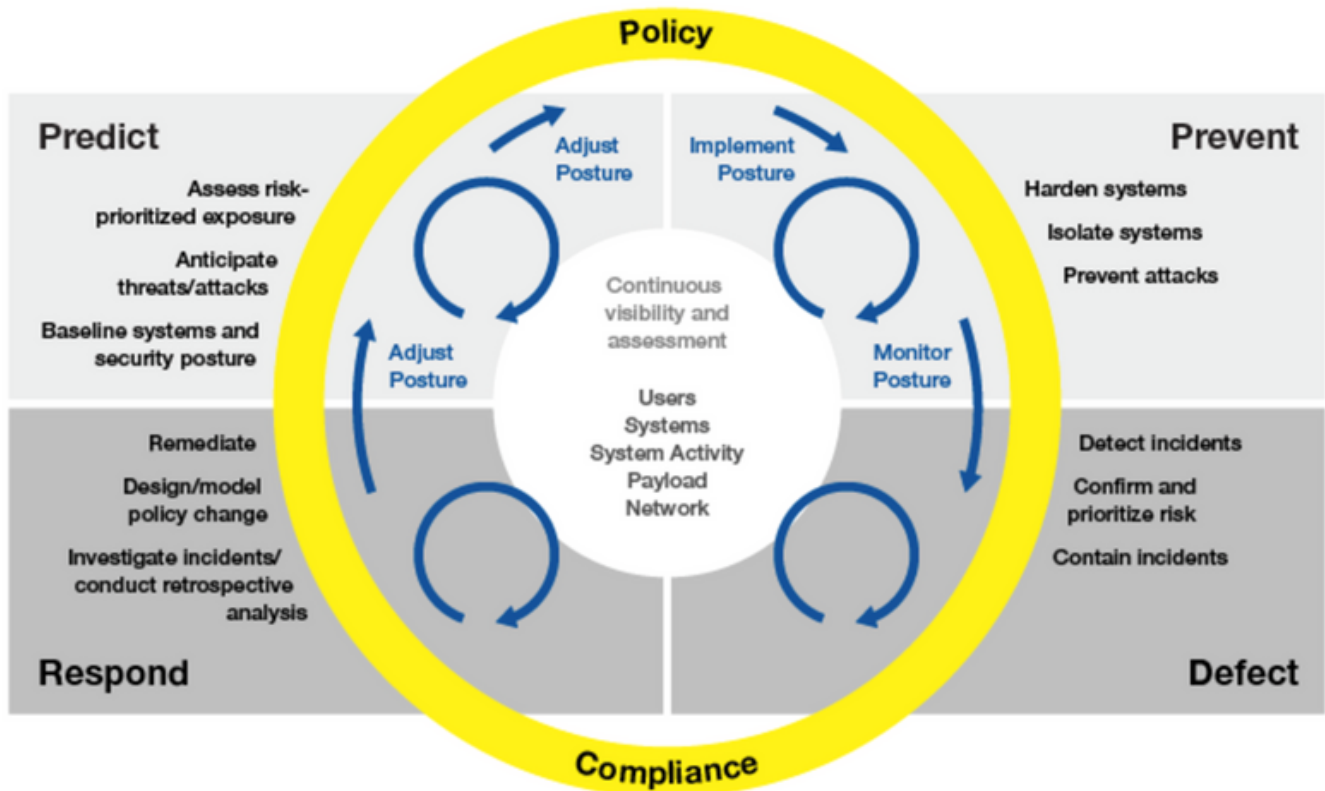 Policy
Predict
Assess risk-
prioritized exposure
Anticipate
threats/attacks
Baseline systems and
security posture
Adjust
Posture
Implement
Posture
Prevent
Harden systems
Isolate systems
Prevent attacks
Adjust
Posture
Continuous
visibility and
assessment
Users
Systems
System Activity
Payload
Network
Monitor
Posture
Remediate
Design/model
policy change
Investigate incidents/
conduct retrospective
analysis
Respond
Detect incidents
Confirm and
prioritize risk
Contain incidents
Defect
Compliance